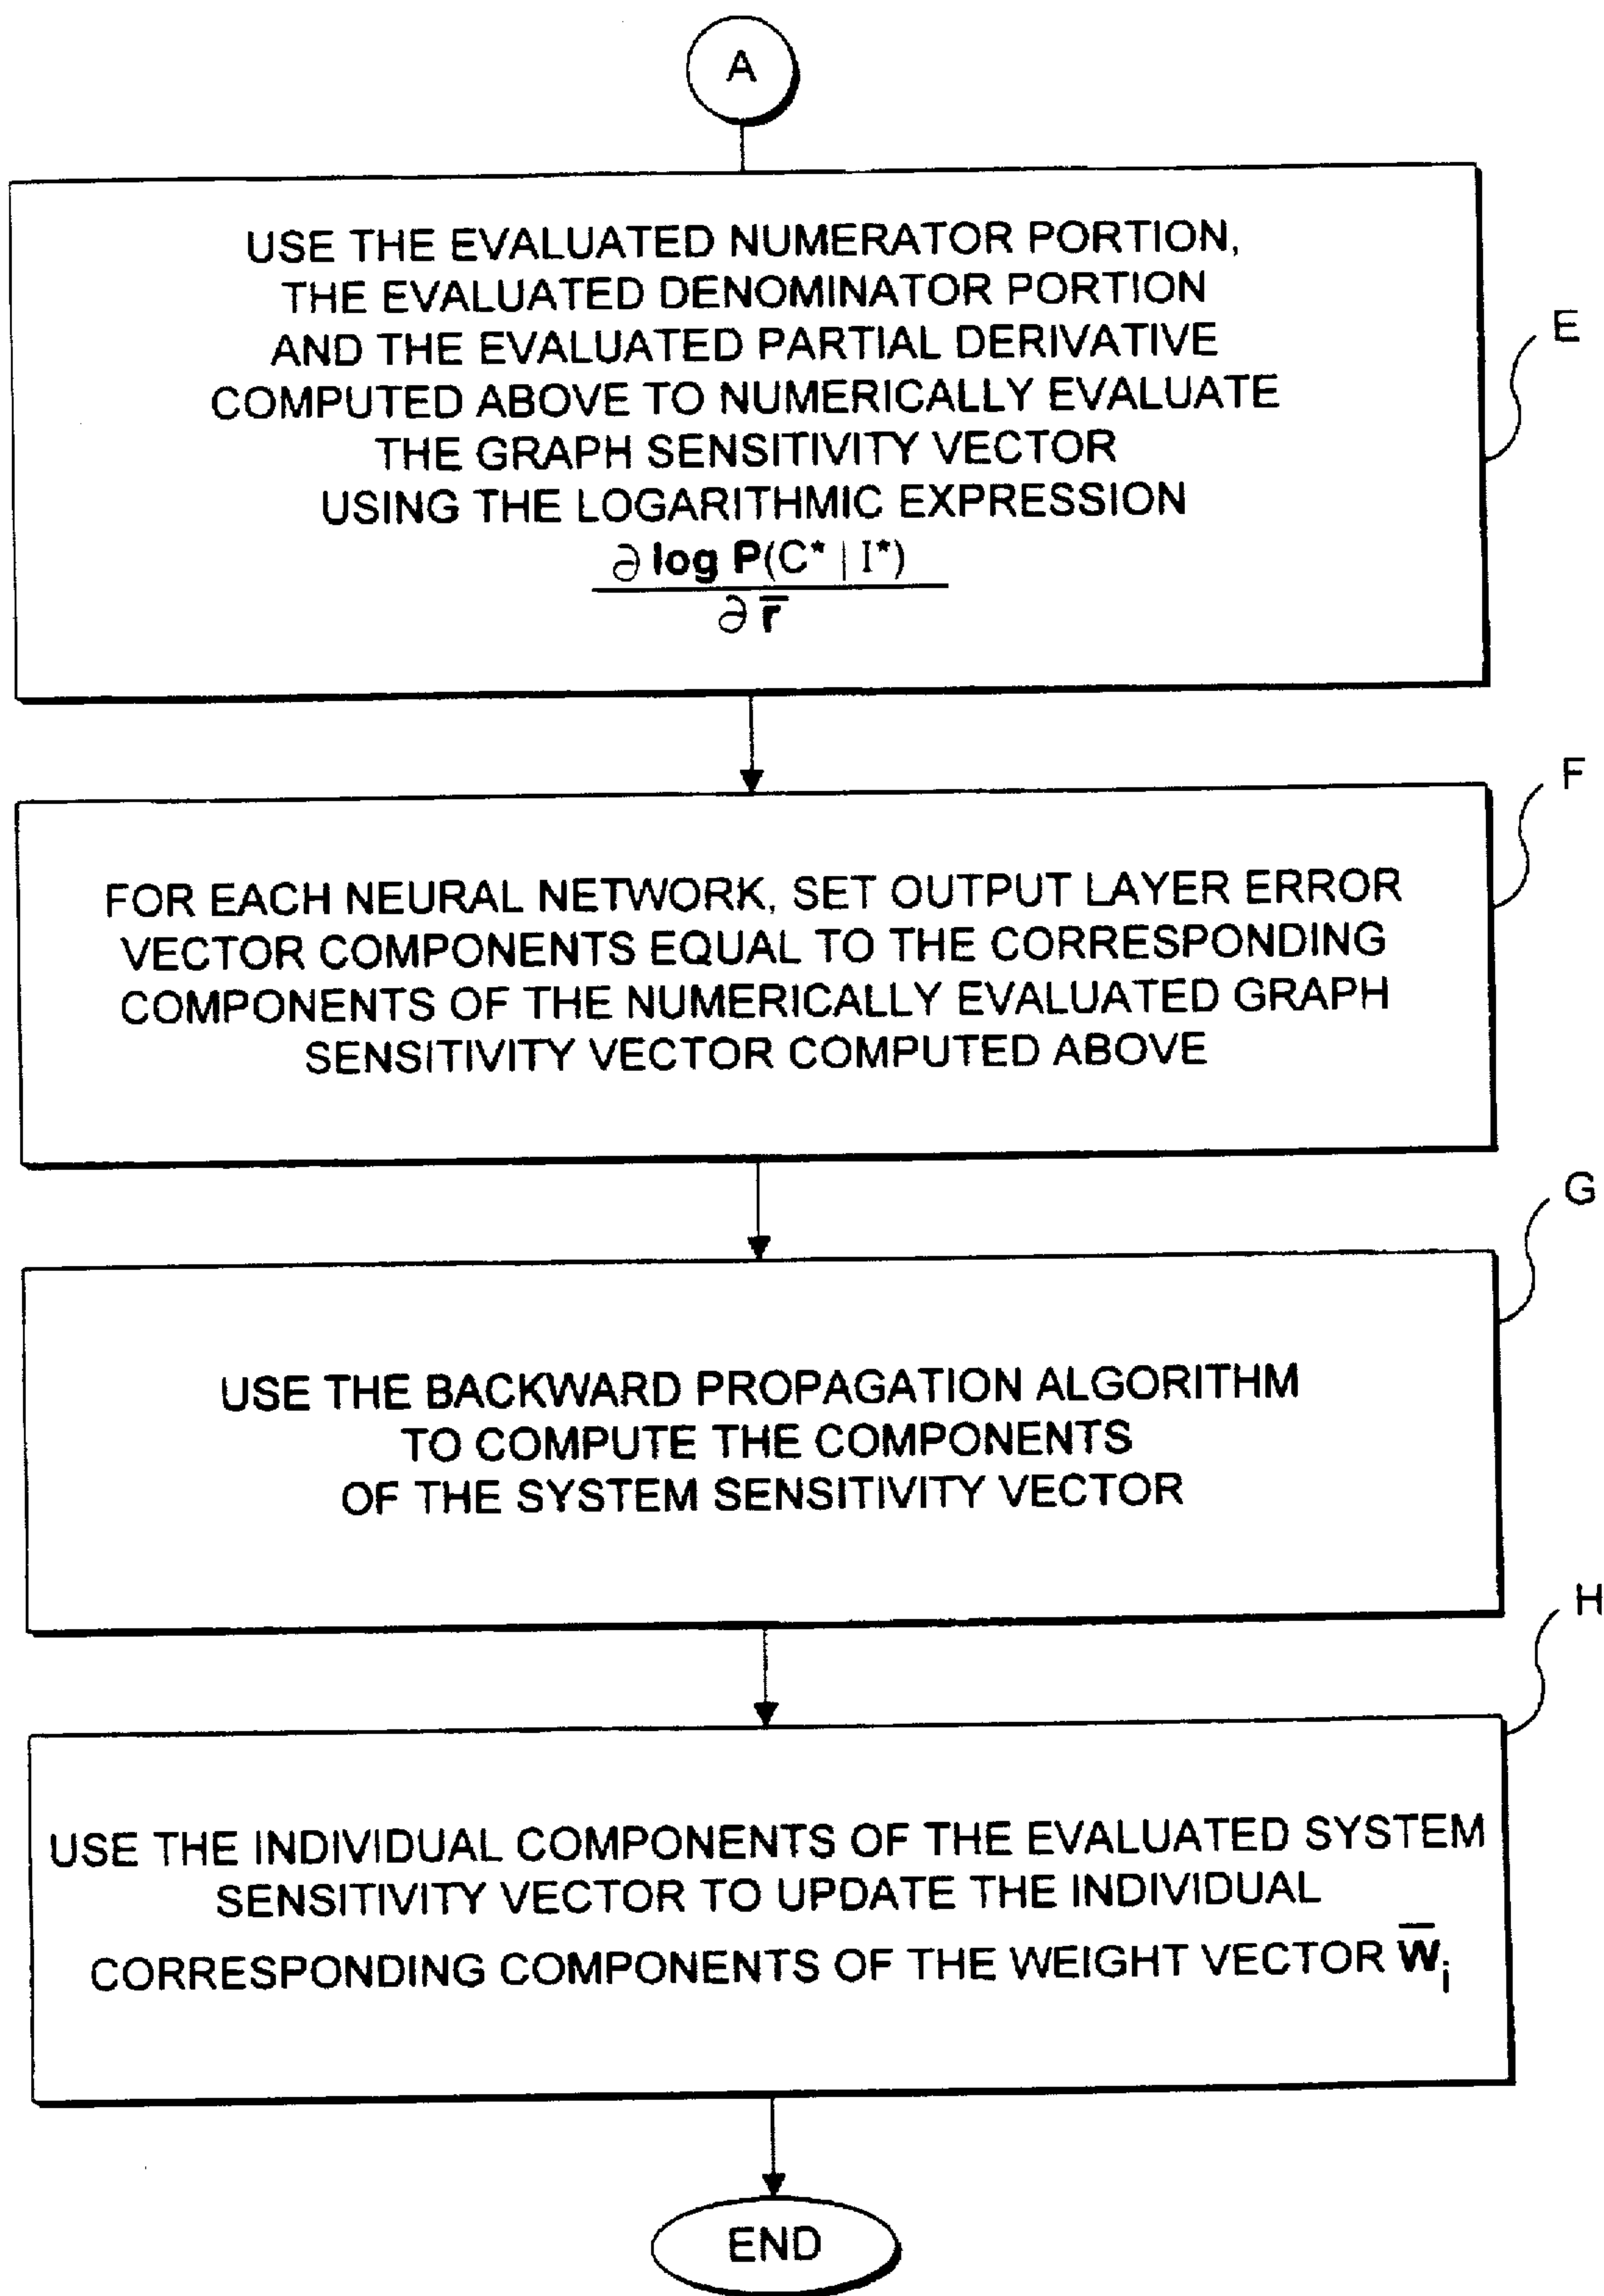 A
USE THE EVALUATED NUMERATOR PORTION,
THE EVALUATED DENOMINATOR PORTION
AND THE EVALUATED PARTIAL DERIVATIVE
COMPUTED ABOVE TO NUMERICALLY EVALUATE
THE GRAPH SENSITIVITY VECTOR
USING THE LOGARITHMIC EXPRESSION
∂ log P(C* | I*)
∂ r̅
E
FOR EACH NEURAL NETWORK, SET OUTPUT LAYER ERROR
VECTOR COMPONENTS EQUAL TO THE CORRESPONDING
COMPONENTS OF THE NUMERICALLY EVALUATED GRAPH
SENSITIVITY VECTOR COMPUTED ABOVE
F
USE THE BACKWARD PROPAGATION ALGORITHM
TO COMPUTE THE COMPONENTS
OF THE SYSTEM SENSITIVITY VECTOR
G
USE THE INDIVIDUAL COMPONENTS OF THE EVALUATED SYSTEM
SENSITIVITY VECTOR TO UPDATE THE INDIVIDUAL
CORRESPONDING COMPONENTS OF THE WEIGHT VECTOR W̅i
H
END